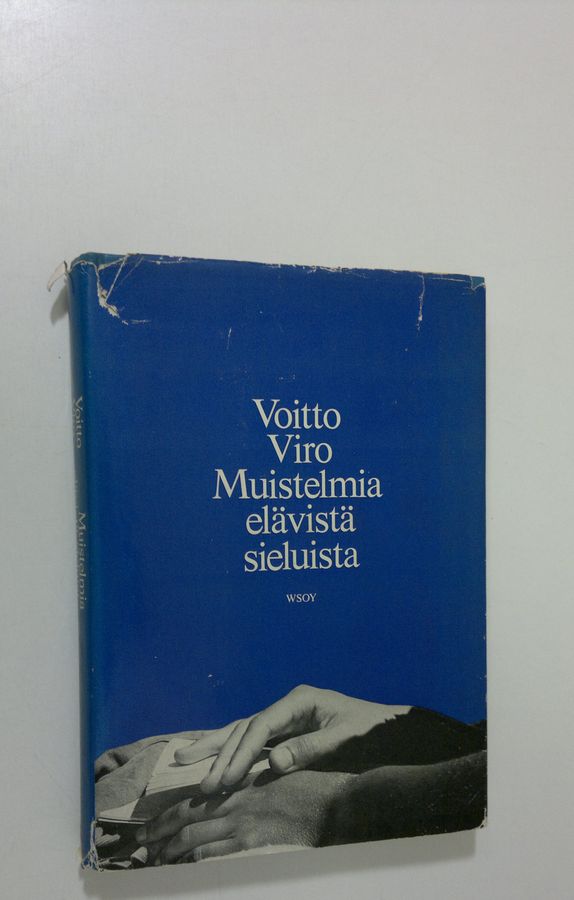 Voitto
Viro
Muistelmia
elävistä
sieluista
WSOY
Voitto
Muistelmia